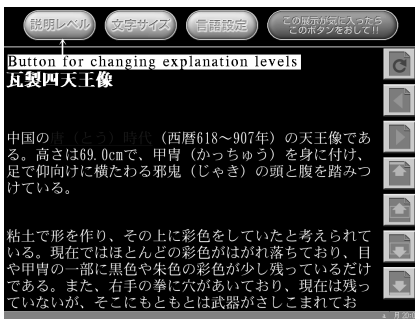 説明レベル
文字サイズ
言語設定
この展示が気に入ったら
このボタンをおして!!
Button for changing explanation levels
瓦製四天王像
中国の唐（とう）時代（西暦618～907年）の天王像であ
る。高さは69.0cmで、甲冑（かっちゅう）を身に付け、
足で仰向けに横たわる邪鬼（じゃき）の頭と腹を踏みつ
けている。
粘土で形を作り、その上に彩色をしていたと考えられて
いる。現在ではほとんどの彩色がはがれ落ちており、目
や甲冑の一部に黒色や朱色の彩色が少し残っているだけ
である。また、右手の拳に穴があいており、現在は残っ
ていないが、そこにもともとは武器がさしこまれてお